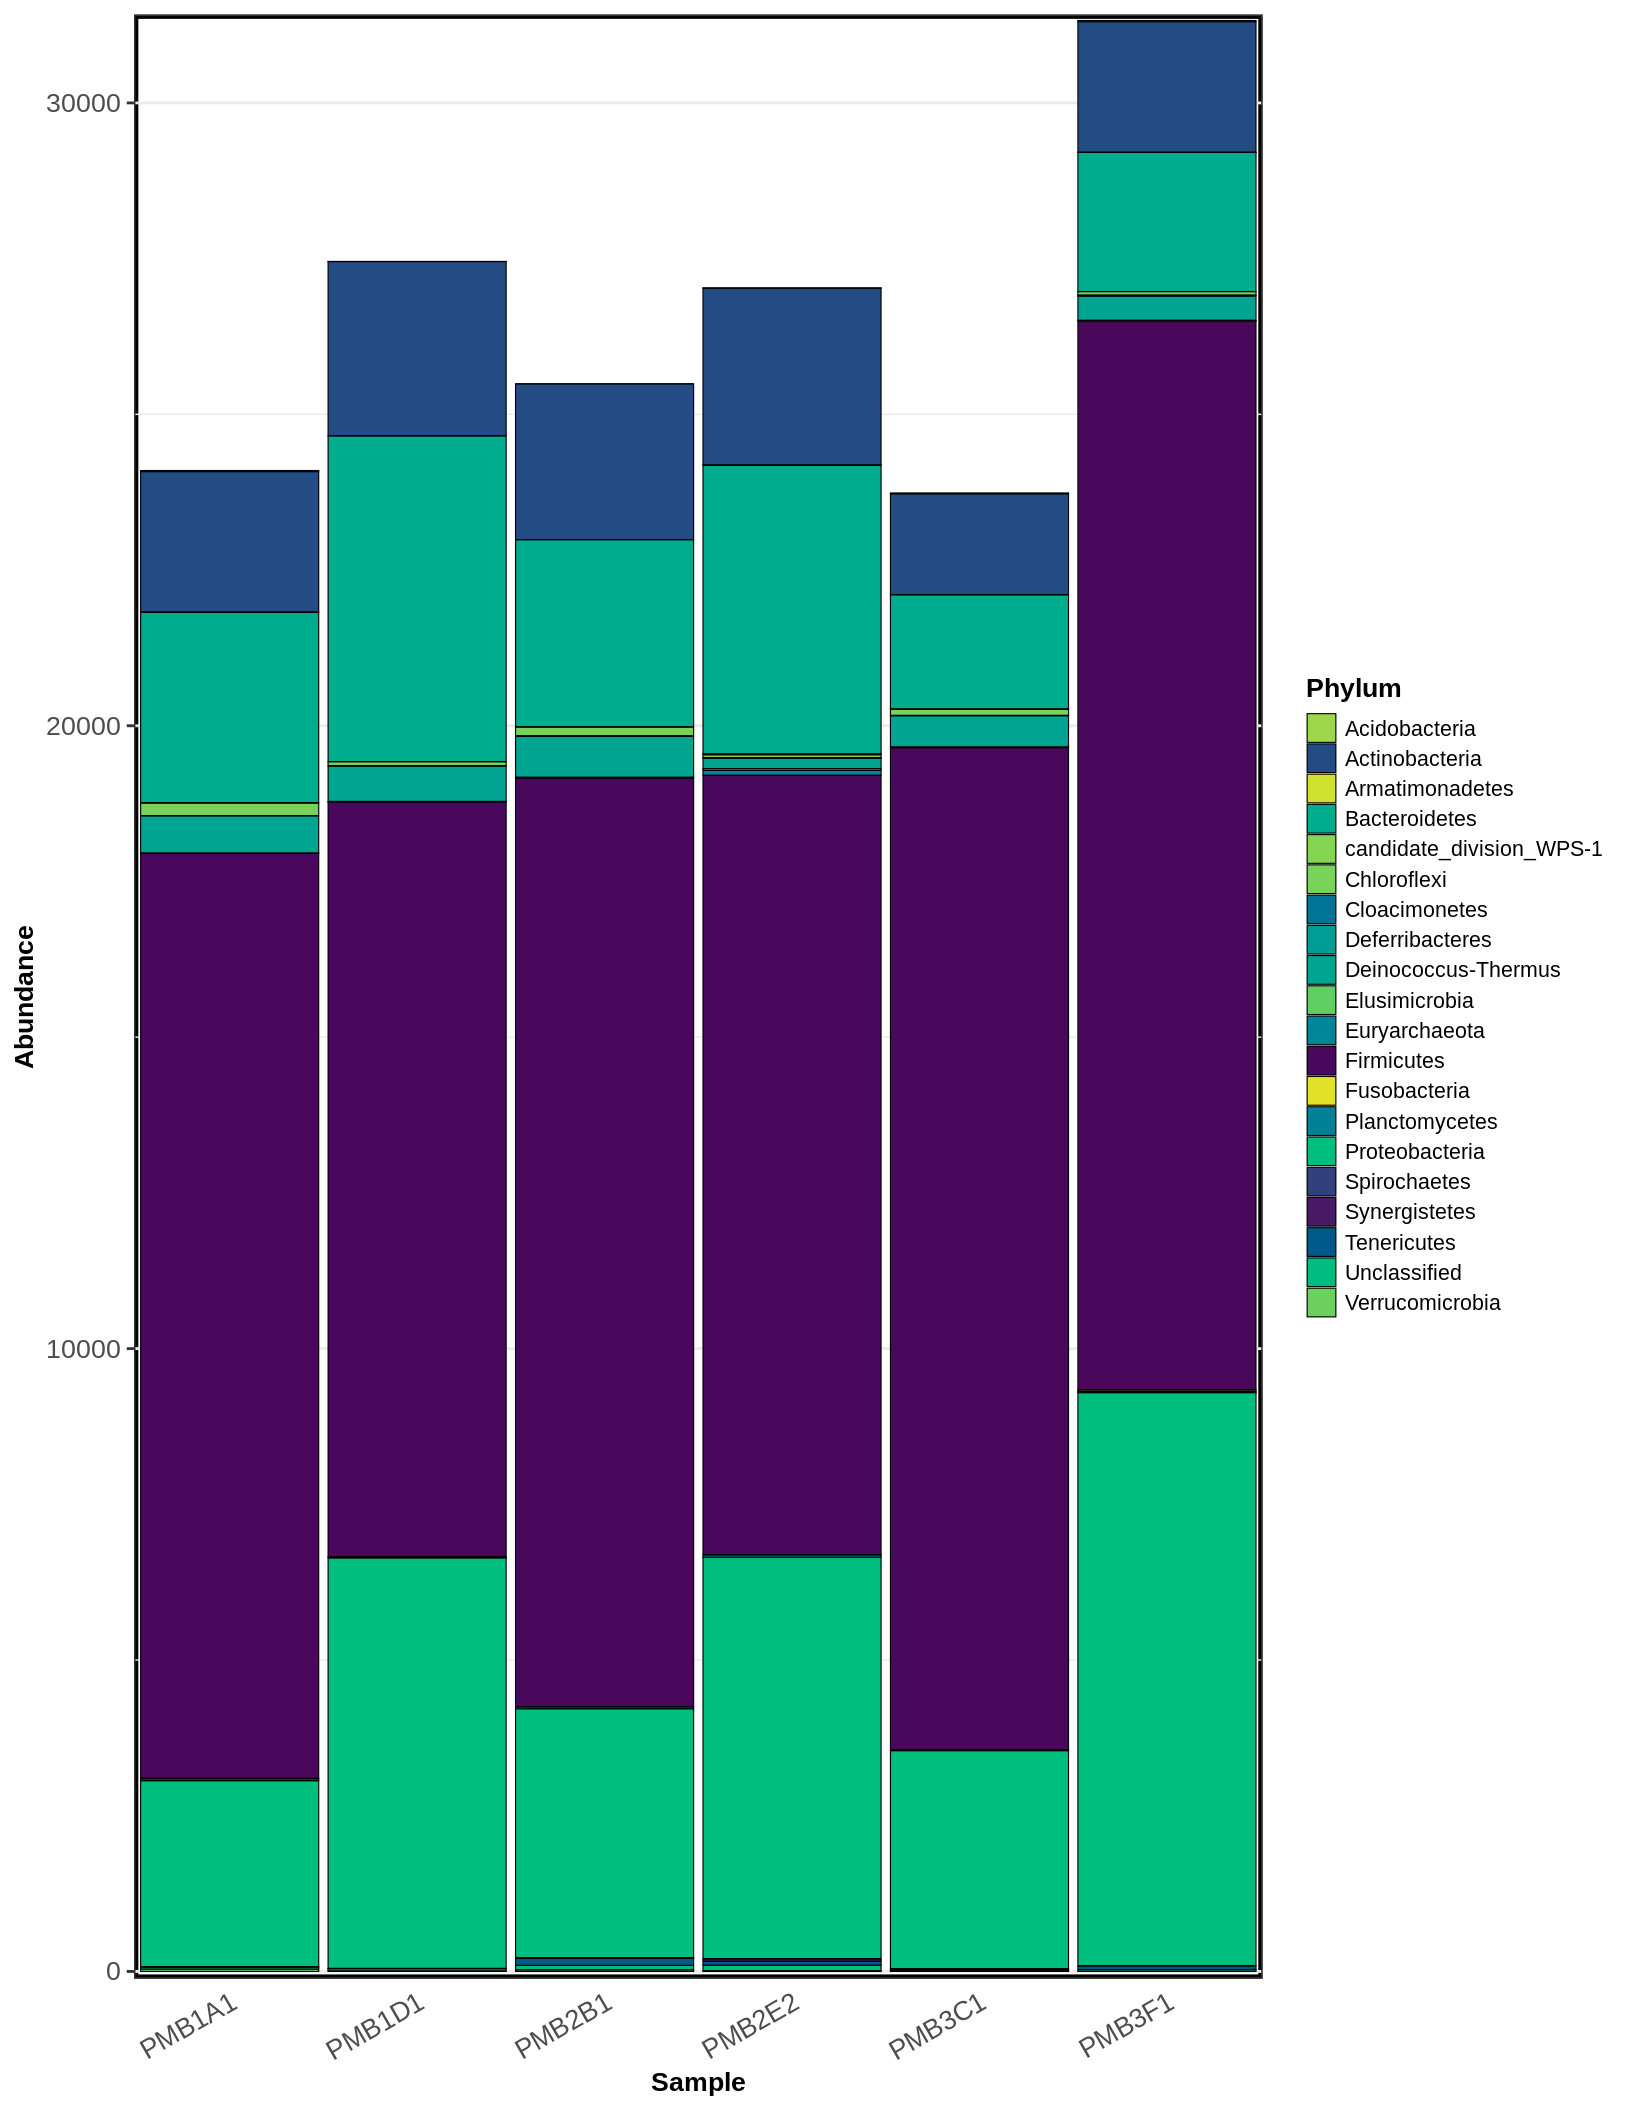 30000
20000
10000
0
Abundance
PMB1A1
PMB1D1
PMB2B1
PMB2E2
PMB3C1
PMB3F1
Sample
Phylum
Acidobacteria
Actinobacteria
Armatimonadetes
Bacteroidetes
candidate_division_WPS-1
Chloroflexi
Cloacimonetes
Deferribacteres
Deinococcus-Thermus
Elusimicrobia
Euryarchaeota
Firmicutes
Fusobacteria
Planctomycetes
Proteobacteria
Spirochaetes
Synergistetes
Tenericutes
Unclassified
Verrucomicrobia